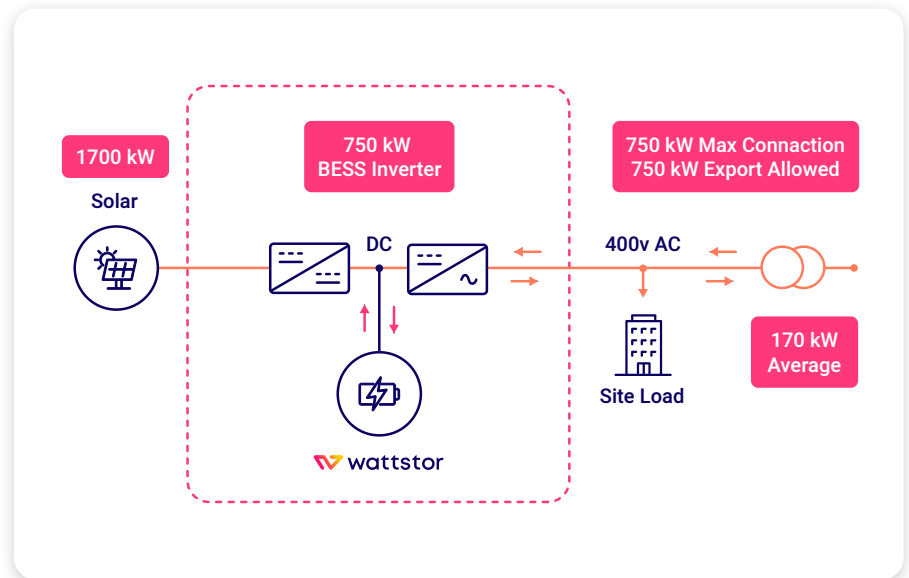 1700 kW
Solar
750 kW
BESS Inverter
750 kW Max Connaction
750 kW Export Allowed
DC
400v AC
170 kW
Average
Site Load
wattstor